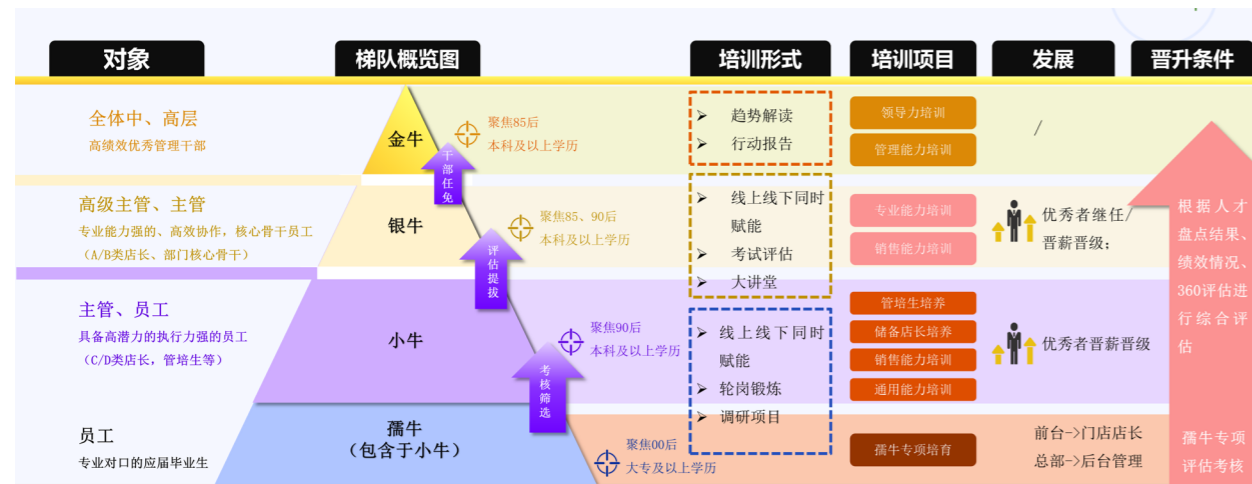 对象
梯队概览图
培训形式
培训项目
发展
晋升条件
全体中、高层
高绩效优秀管理干部
金牛
聚焦85后
本科及以上学历
干部任免
➢ 趋势解读
➢ 行动报告
领导力培训
管理能力培训
/
高级主管、主管
专业能力强的、高效协作，核心骨干员工
（A/B类店长、部门核心骨干）
银牛
聚焦85、90后
本科及以上学历
评估提拔
➢ 线上线下同时
赋能
➢ 考试评估
➢ 大讲堂
专业能力培训
销售能力培训
优秀者继任/
晋薪晋级；
主管、员工
具备高潜力的执行力强的员工
（C/D类店长，管培生等）
小牛
聚焦90后
本科及以上学历
考核筛选
➢ 线上线下同时
赋能
➢ 轮岗锻炼
➢ 调研项目
管培生培养
储备店长培养
销售能力培训
通用能力培训
优秀者晋薪晋级
根据人才
盘点结果、
绩效情况、
360评估进
行综合评
估
员工
专业对口的应届毕业生
孺牛
（包含于小牛）
聚焦00后
大专及以上学历
孺牛专项培育
前台->门店店长
总部->后台管理
孺牛专项
评估考核